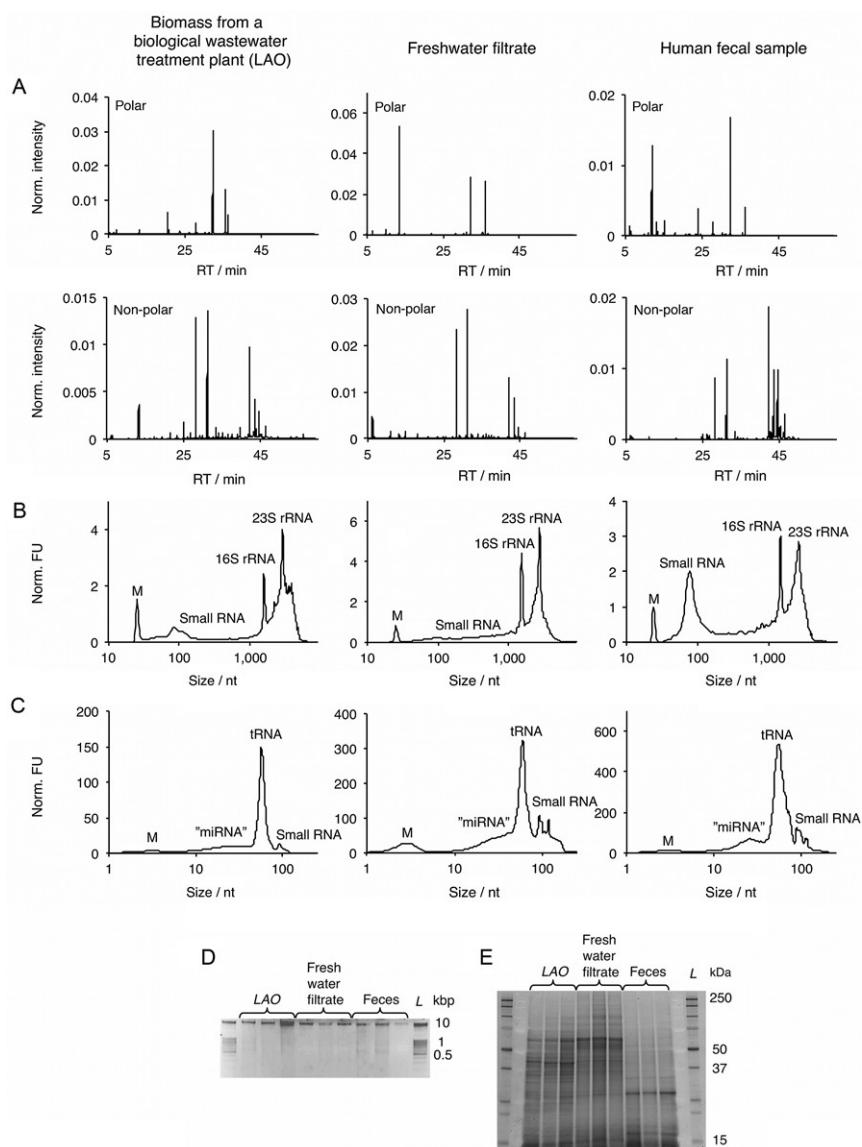 Biomass from a
biological wastewater
treatment plant (LAO)
Freshwater filtrate
Human fecal sample
A
Norm. intensity
0.04
0.03
0.02
0.01
0
Polar
5
25
45
RT / min
0.06
0.04
0.02
0
Polar
5
25
45
RT / min
0.02
0.01
0
Polar
5
25
45
RT / min
Norm. intensity
0.015
0.01
0.005
0
Non-polar
5
25
45
RT / min
0.03
0.02
0.01
0
Non-polar
5
25
45
RT / min
0.02
0.01
0
Non-polar
5
25
45
RT / min
B
Norm. FU
4
2
0
M
Small RNA
16S rRNA
23S rRNA
10
100
1,000
Size / nt
6
4
2
0
M
Small RNA
16S rRNA
23S rRNA
10
100
1,000
Size / nt
4
3
2
1
0
M
Small RNA
16S rRNA
23S rRNA
10
100
1,000
Size / nt
C
Norm. FU
200
150
100
50
0
M
"miRNA"
tRNA
Small RNA
1
10
100
Size / nt
400
300
200
100
0
M
"miRNA"
tRNA
Small RNA
1
10
100
Size / nt
600
400
200
0
M
"miRNA"
tRNA
Small RNA
1
10
100
Size / nt
D
LAO
Fresh
water
filtrate
Feces
L
kbp
10
1
0.5
E
LAO
Fresh
water
filtrate
Feces
L
kDa
250
50
37
15